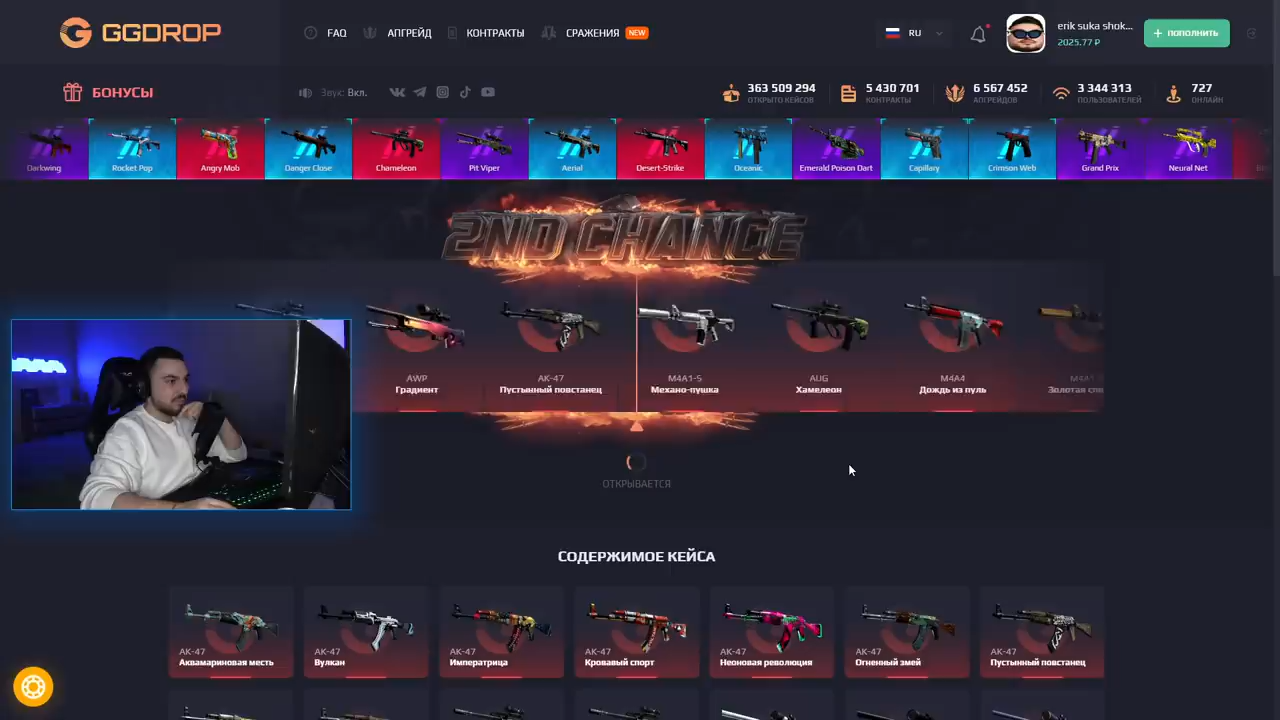 GGDROP
FAQ
АПГРЕЙД
КОНТРАКТЫ
СРАЖЕНИЯ NEW
RU
erik suka shok...
2025.77 ₽
+ ПОПОЛНИТЬ
БОНУСЫ
Звук: Вкл.
363 509 294
ОТКРЫТО КЕЙСОВ
5 430 701
КОНТРАКТЫ
6 567 452
АПГРЕЙДОВ
3 344 313
ПОЛЬЗОВАТЕЛЕЙ
727
ОНЛАЙН
Darkwing
Rocket Pop
Angry Mob
Danger Close
Chameleon
Pit Viper
Aerial
Desert-Strike
Oceanic
Emerald Poison Dart
Capillary
Crimson Web
Grand Prix
Neural Net
2ND CHANCE
AWP
Градиент
AK-47
Пустынный повстанец
M4A1-S
Механо-пушка
AUG
Хамелеон
M4A4
Дождь из пуль
Золотая
ОТКРЫВАЕТСЯ
СОДЕРЖИМОЕ КЕЙСА
AK-47
Аквамариновая месть
AK-47
Вулкан
AK-47
Императрица
AK-47
Кровавый спорт
AK-47
Неоновая революция
AK-47
Огненный змей
AK-47
Пустынный повстанец